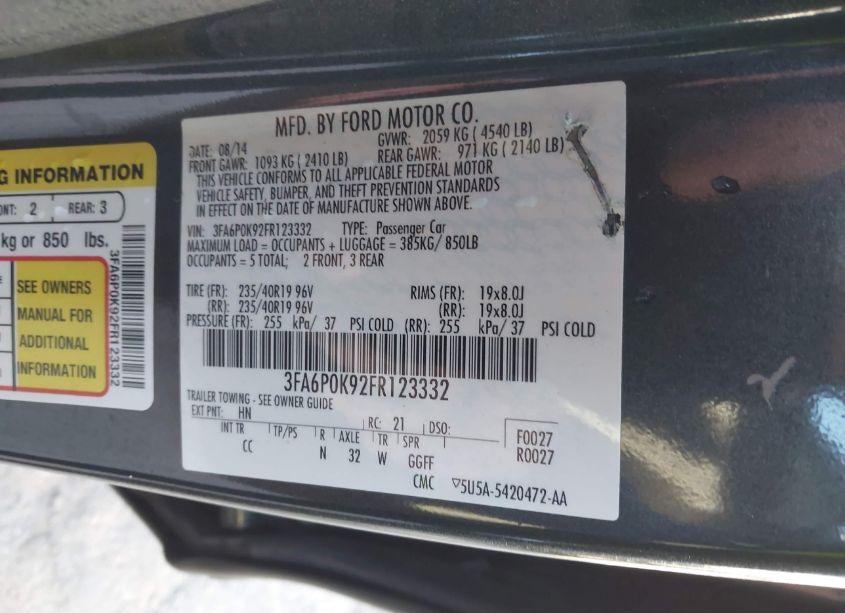 MFD. BY FORD MOTOR CO.
DATE: 08/14 GVWR: 2059 KG ( 4540 LB)
FRONT GAWR: 1093 KG ( 2410 LB) REAR GAWR: 971 KG ( 2140 LB)
THIS VEHICLE CONFORMS TO ALL APPLICABLE FEDERAL MOTOR
VEHICLE SAFETY, BUMPER, AND THEFT PREVENTION STANDARDS
IN EFFECT ON THE DATE OF MANUFACTURE SHOWN ABOVE.
VIN: 3FA6P0K92FR123332 TYPE: Passenger Car
MAXIMUM LOAD = OCCUPANTS + LUGGAGE = 385KG/ 850LB
OCCUPANTS = 5 TOTAL; 2 FRONT, 3 REAR
TIRE (FR): 235/40R19 96V RIMS (FR): 19x8.0J
(RR): 235/40R19 96V (RR): 19x8.0J
PRESSURE (FR): 255 kPa/ 37 PSI COLD (RR): 255 kPa/ 37 PSI COLD
3FA6P0K92FR123332
TRAILER TOWING - SEE OWNER GUIDE
EXT PNT: HN RC: 21 DSO: F0027
INT TR TP/PS R AXLE TR SPR R0027
CC N 32 W GGFF
CMC ▽5U5A-5420472-AA
INFORMATION
2 REAR: 3
kg or 850 lbs.
SEE OWNERS
MANUAL FOR
ADDITIONAL
INFORMATION
3FA6P0K92FR123332